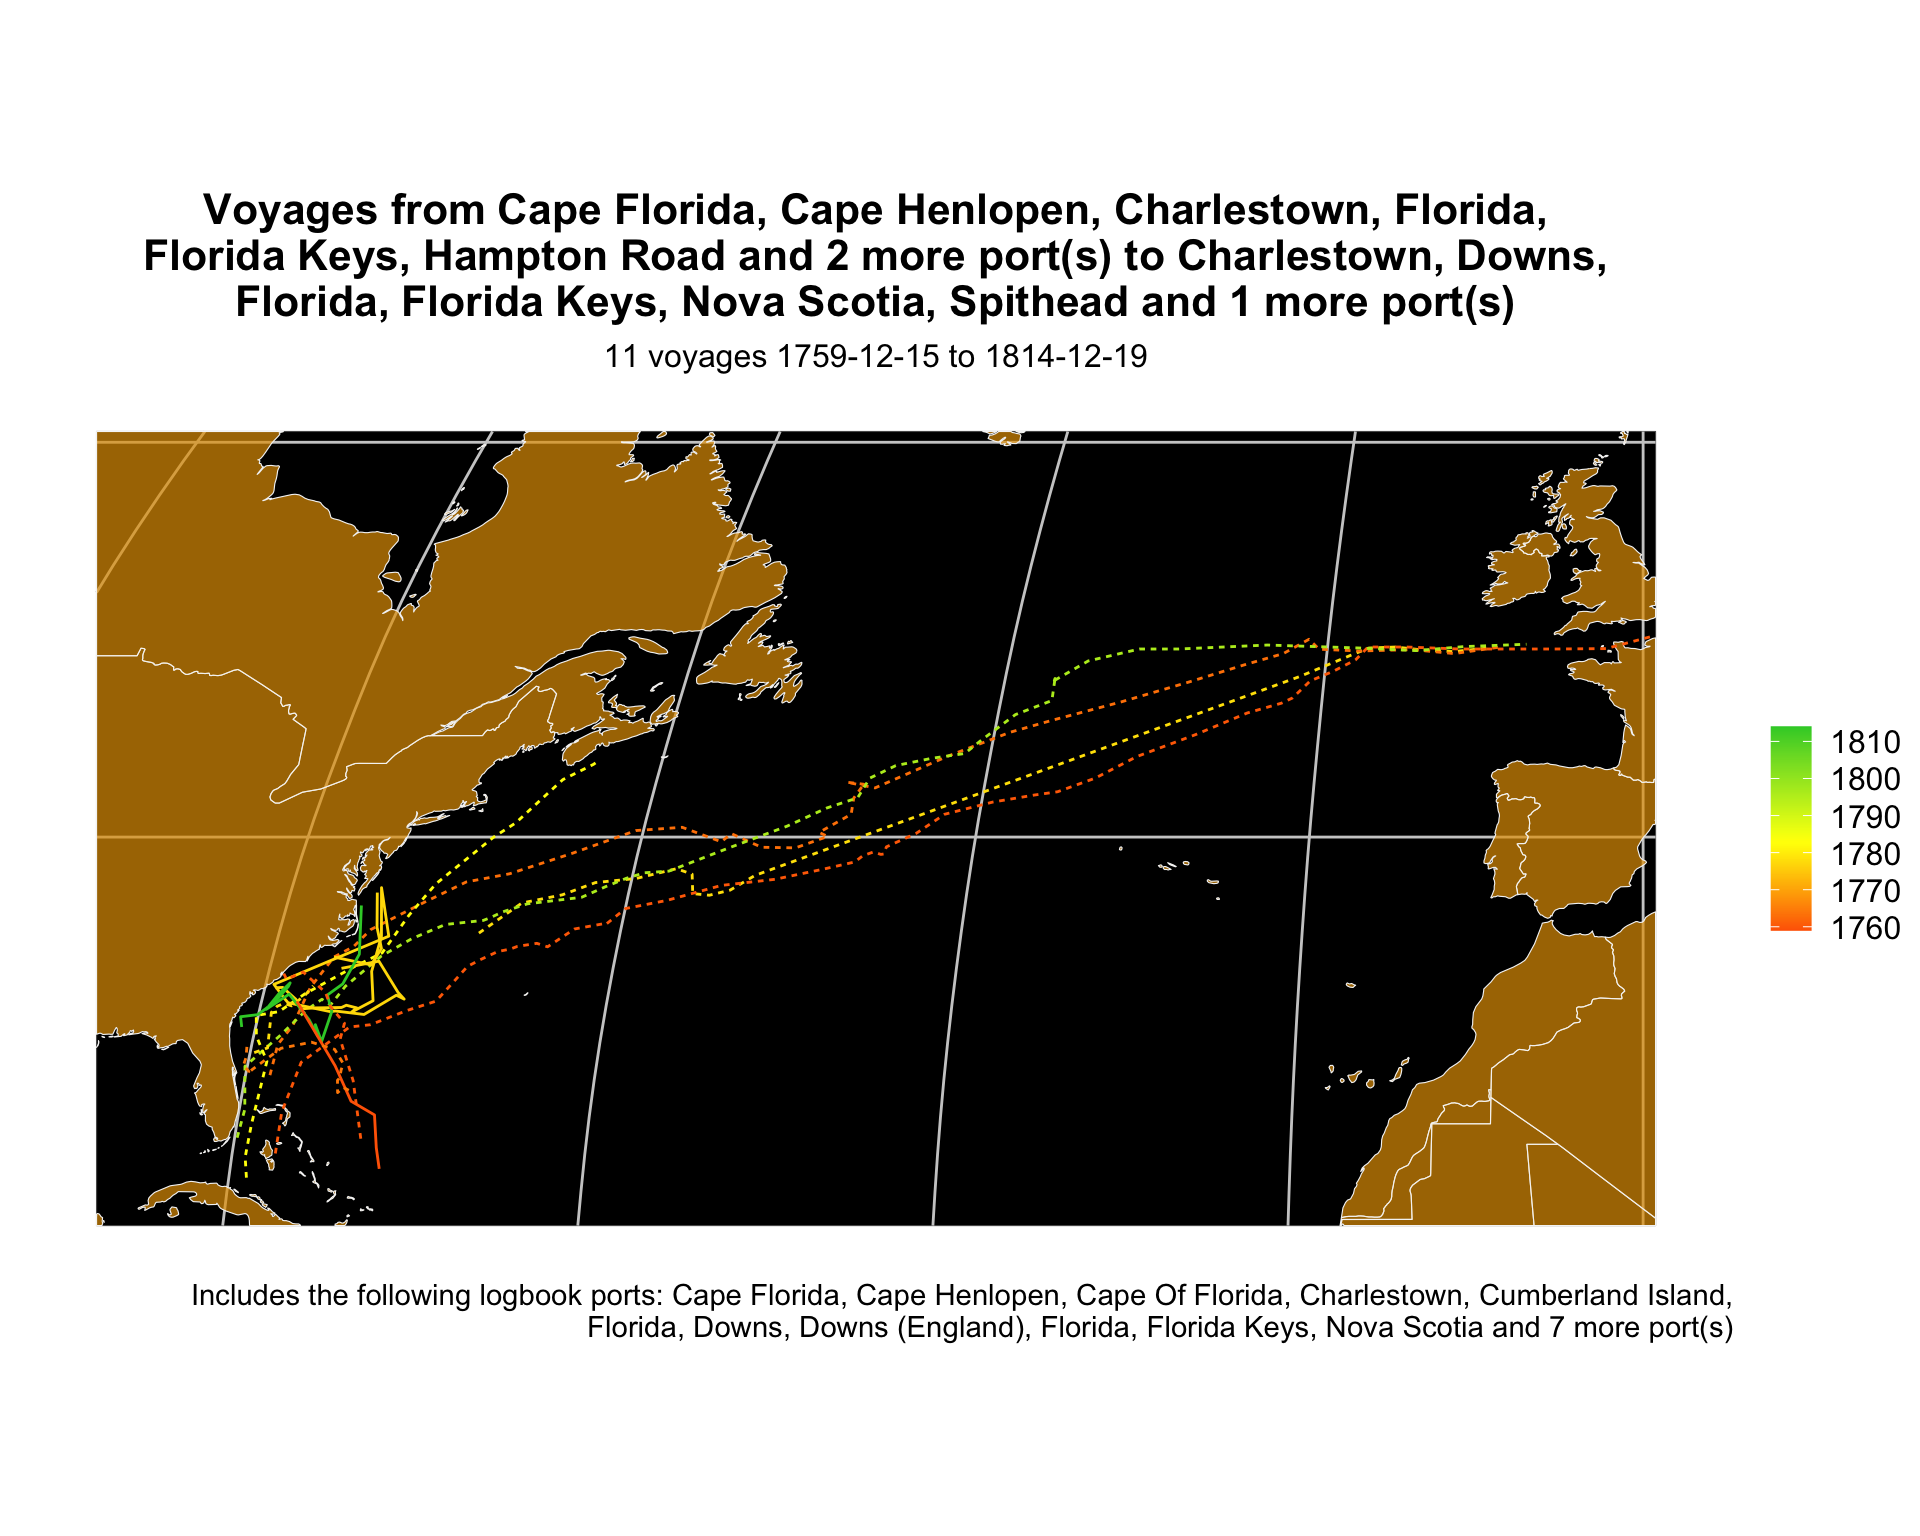 Voyages from Cape Florida, Cape Henlopen, Charlestown, Florida,
Florida Keys, Hampton Road and 2 more port(s) to Charlestown, Downs,
Florida, Florida Keys, Nova Scotia, Spithead and 1 more port(s)
11 voyages 1759-12-15 to 1814-12-19
1810
1800
1790
1780
1770
1760
Includes the following logbook ports: Cape Florida, Cape Henlopen, Cape Of Florida, Charlestown, Cumberland Island,
Florida, Downs, Downs (England), Florida, Florida Keys, Nova Scotia and 7 more port(s)